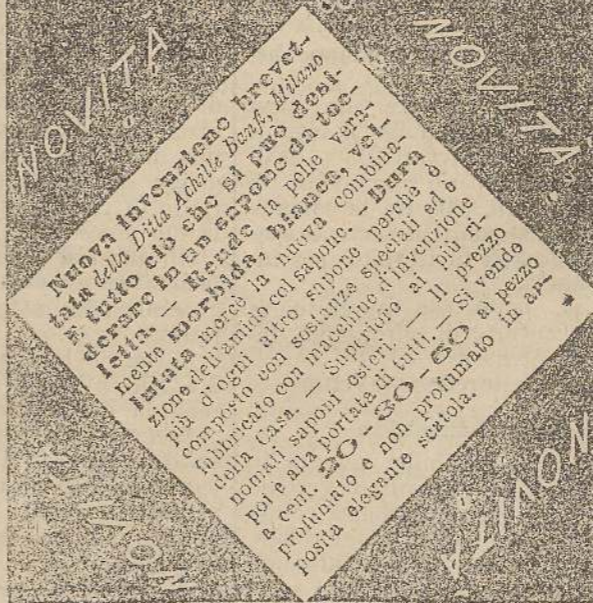 NOVITÀ
NOVITÀ
Nuova invenzione brevet-
tata della Ditta Achille Banf, Milano
È tutto ciò che si può desi-
derare in un sapone da toe-
letta. — Rende la pelle vera-
mente morbida, bianca, vel-
lutata mercè la nuova combina-
zione dell'amido col sapone. — Dura
più d'ogni altro sapone perchè è
composto con sostanze speciali ed è
fabbricato con macchine d'invenzione
della Casa. — Superiore ai più ri-
nomati saponi esteri. — Il prezzo
poi è alla portata di tutti. — Si vende
a cent. 20-30-50 al pezzo
profumato e non profumato in ap-
posita elegante scatola. *
NOVITÀ
NOVITÀ